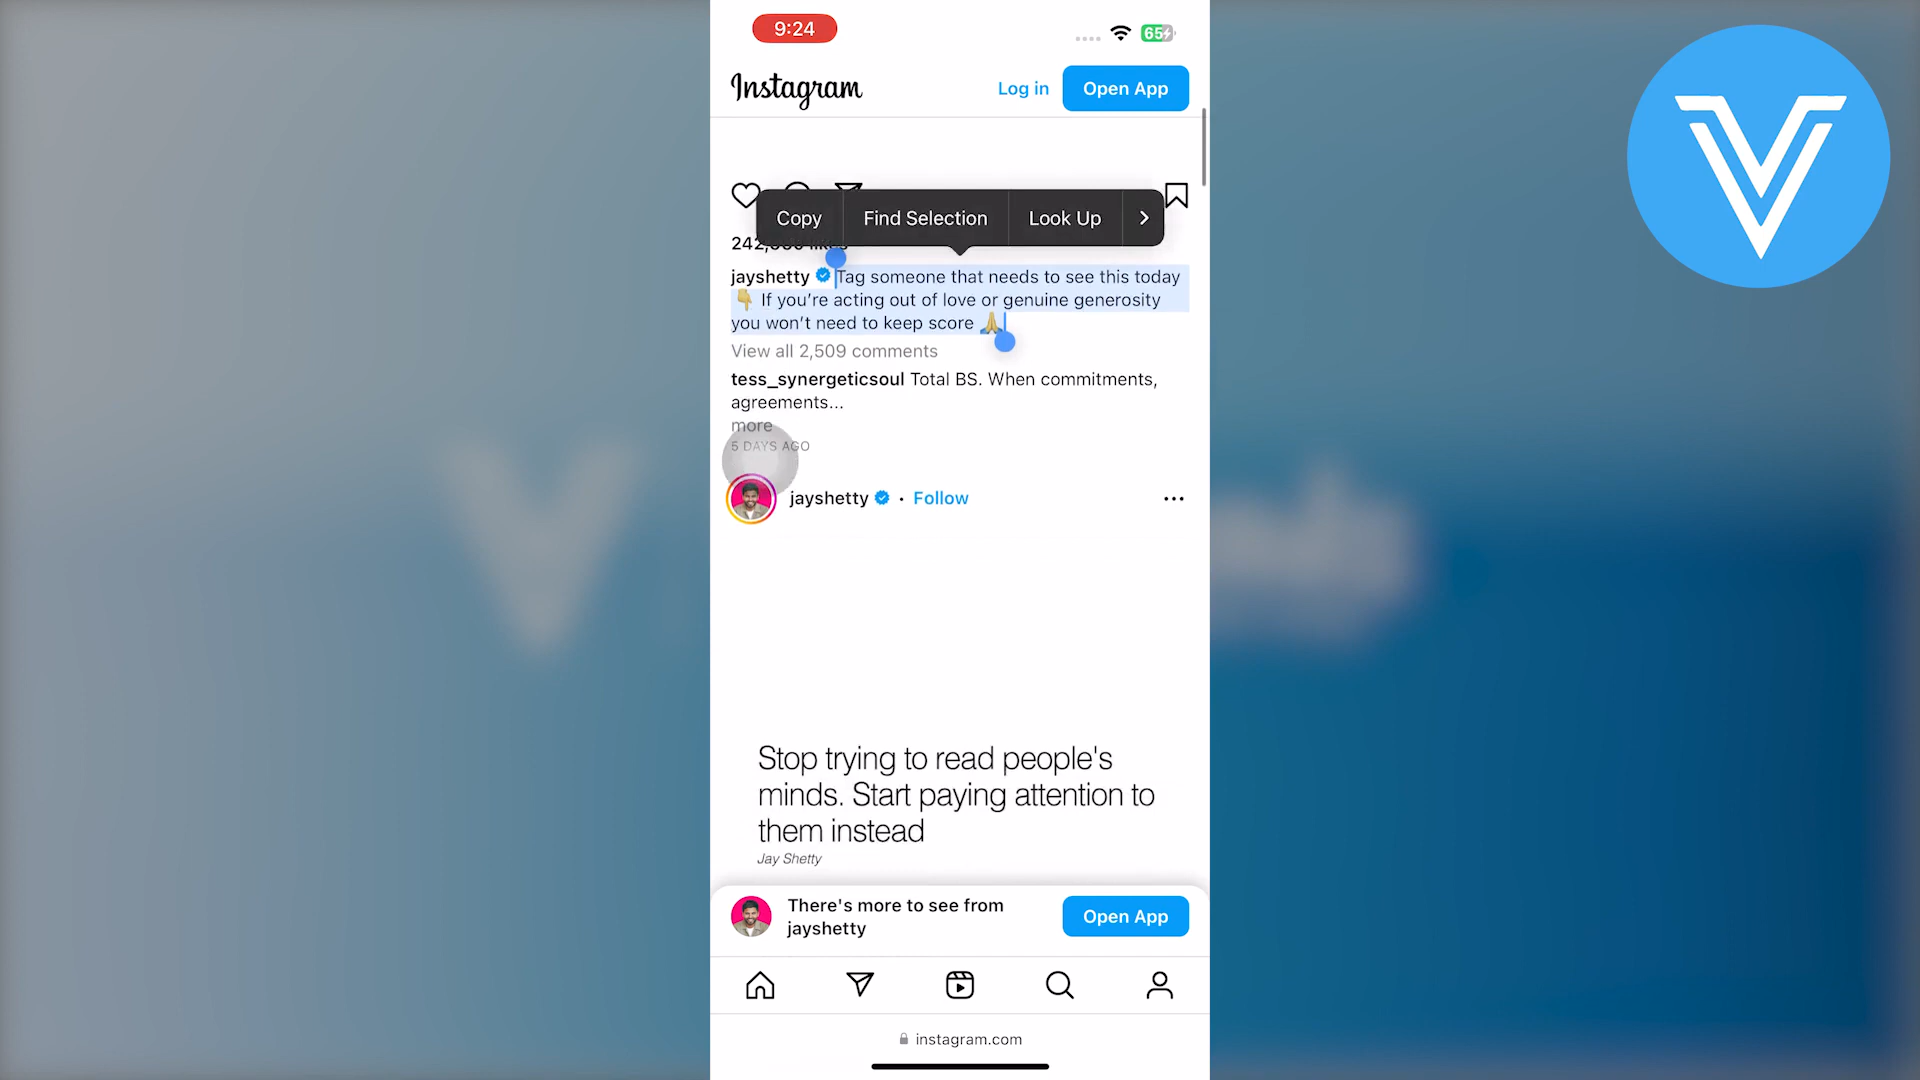 9:24
65
Instagram
Log in
Open App
Copy
Find Selection
Look Up
242,
jayshetty Tag someone that needs to see this today
👇 If you’re acting out of love or genuine generosity
you won’t need to keep score 🙏
View all 2,509 comments
tess_synergeticsoul Total BS. When commitments,
agreements...
more
5 DAYS AGO
jayshetty • Follow
Stop trying to read people's
minds. Start paying attention to
them instead
Jay Shetty
There's more to see from
jayshetty
Open App
instagram.com